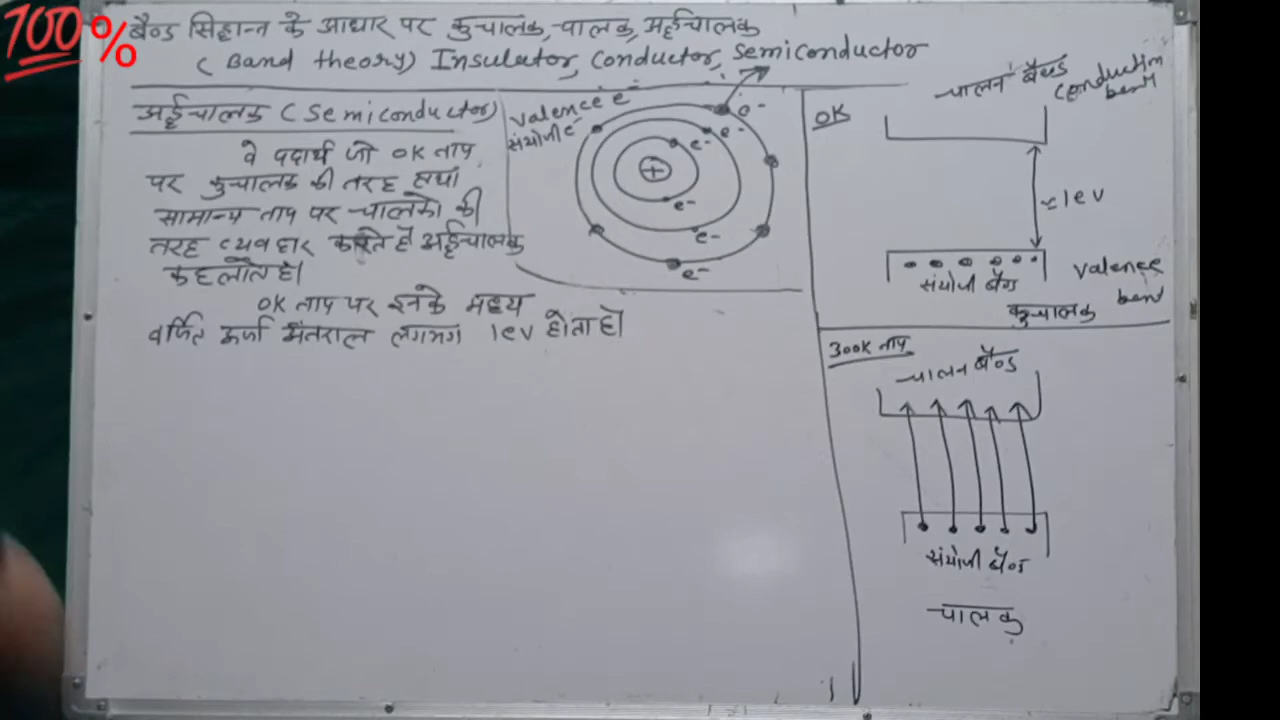 100%
बैण्ड सिद्धान्त के आधार पर कुचालक, चालक, अर्द्धचालक
(Band theory) Insulator, Conductor, Semiconductor
अर्द्धचालक (Semiconductor)
वे पदार्थ जो 0K ताप
पर कुचालक की तरह तथा
सामान्य ताप पर चालको की
तरह व्यवहार करते है अर्द्धचालक
कहलाते है।
0K ताप पर इनके मध्य
वर्जित ऊर्जा अंतराल लगभग 1eV होता है
valence e-
संयोजी e-
e-
e-
e-
+
e-
e-
e-
0K
चालन बैण्ड
conduction
bent
≈1eV
संयोजी बैण्ड
valence
bent
कुचालक
300K ताप
चालन बैण्ड
संयोजी बैण्ड
चालक